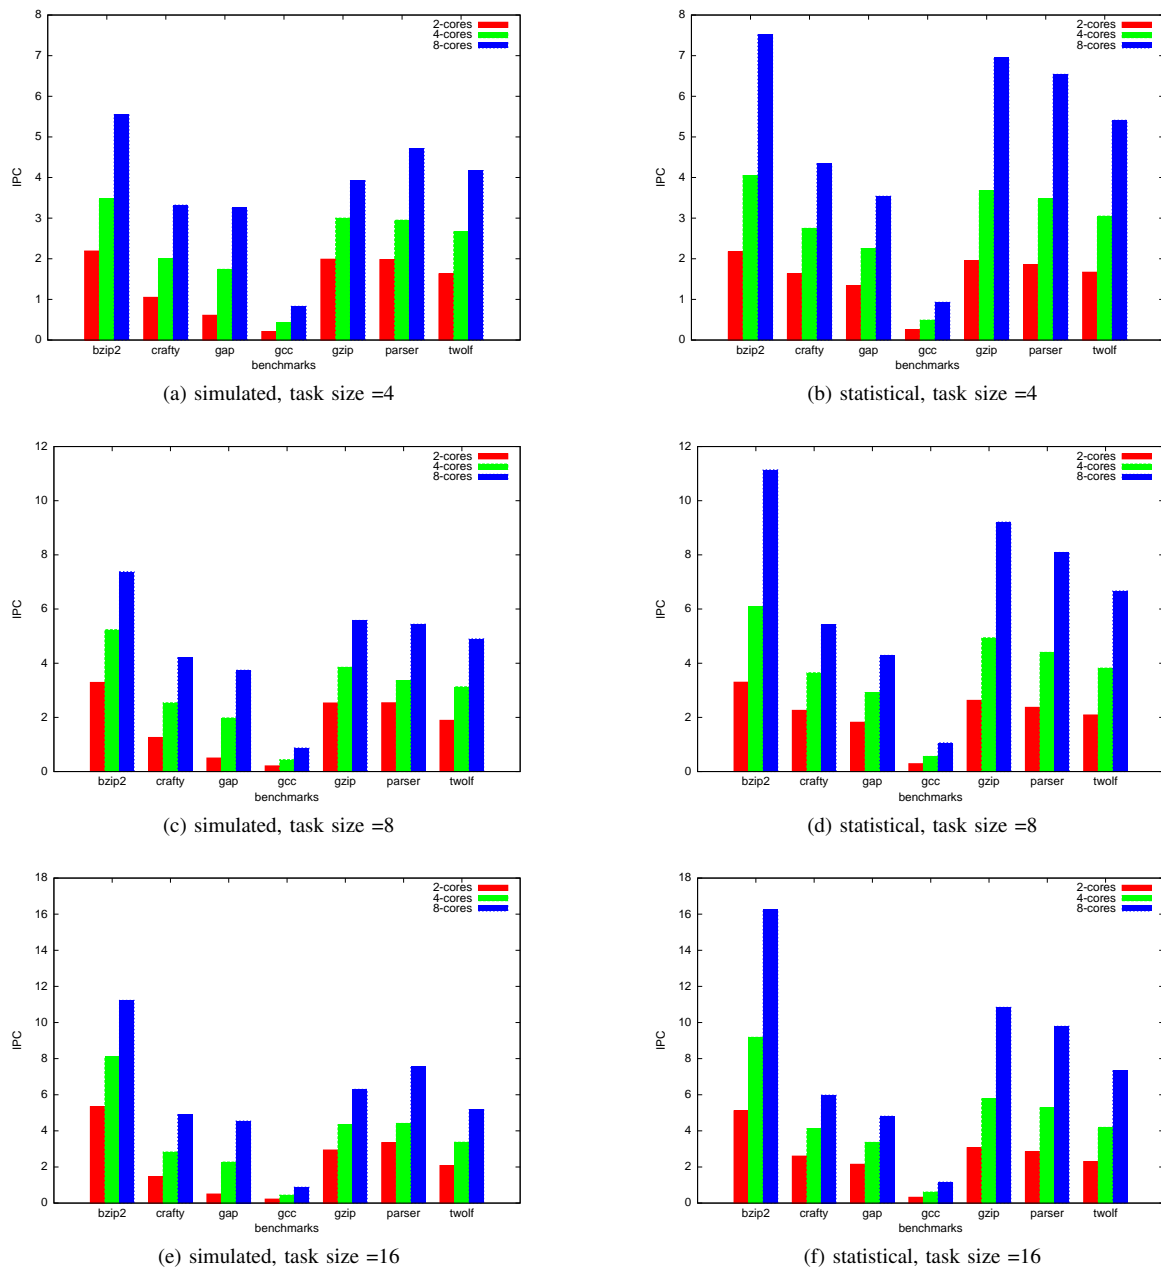 8
7
6
5
4
3
2
1
0
IPC
2-cores
4-cores
8-cores
bzip2 crafty gap gcc gzip parser twolf
benchmarks
(a) simulated, task size =4
8
7
6
5
4
3
2
1
0
IPC
2-cores
4-cores
8-cores
bzip2 crafty gap gcc gzip parser twolf
benchmarks
(b) statistical, task size =4
12
10
8
6
4
2
0
IPC
2-cores
4-cores
8-cores
bzip2 crafty gap gcc gzip parser twolf
benchmarks
(c) simulated, task size =8
12
10
8
6
4
2
0
IPC
2-cores
4-cores
8-cores
bzip2 crafty gap gcc gzip parser twolf
benchmarks
(d) statistical, task size =8
18
16
14
12
10
8
6
4
2
0
IPC
2-cores
4-cores
8-cores
bzip2 crafty gap gcc gzip parser twolf
benchmarks
(e) simulated, task size =16
18
16
14
12
10
8
6
4
2
0
IPC
2-cores
4-cores
8-cores
bzip2 crafty gap gcc gzip parser twolf
benchmarks
(f) statistical, task size =16